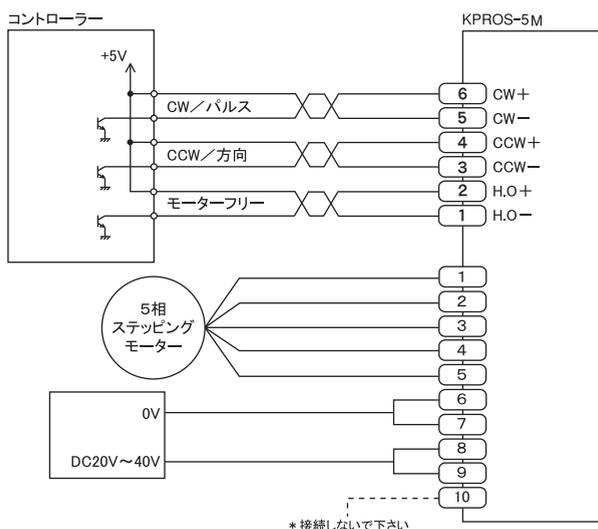 コントローラー
KPROS-5M
+5V
CW/パルス
6 CW+
5 CW-
CCW/方向
4 CCW+
3 CCW-
モーターフリー
2 H.O+
1 H.O-
5相
ステッピング
モーター
1
2
3
4
5
0V
6
7
DC20V~40V
8
9
10
*接続しないで下さい